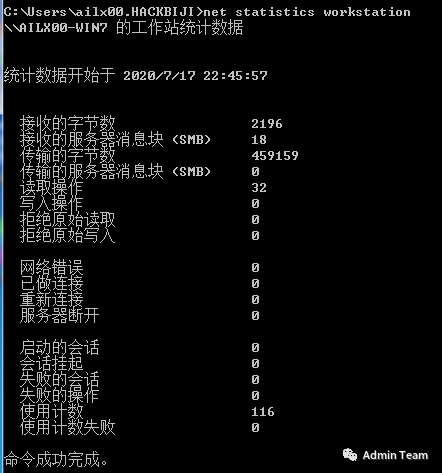 C:\Users\ailx00.HACKBIJI>net statistics workstation
\\AILX00-WIN7 的工作站统计数据
统计数据开始于 2020/7/17 22:45:57
接收的字节数 2196
接收的服务器消息块 (SMB) 18
传输的字节数 459159
传输的服务器消息块 (SMB) 0
读取操作 32
写入操作 0
拒绝原始读取 0
拒绝原始写入 0
网络错误 0
已做连接 0
重新连接 0
服务器断开 0
启动的会话 0
会话挂起 0
失败的会话 0
失败的操作 0
使用计数 116
使用计数失败 0
命令成功完成。
Admin Team